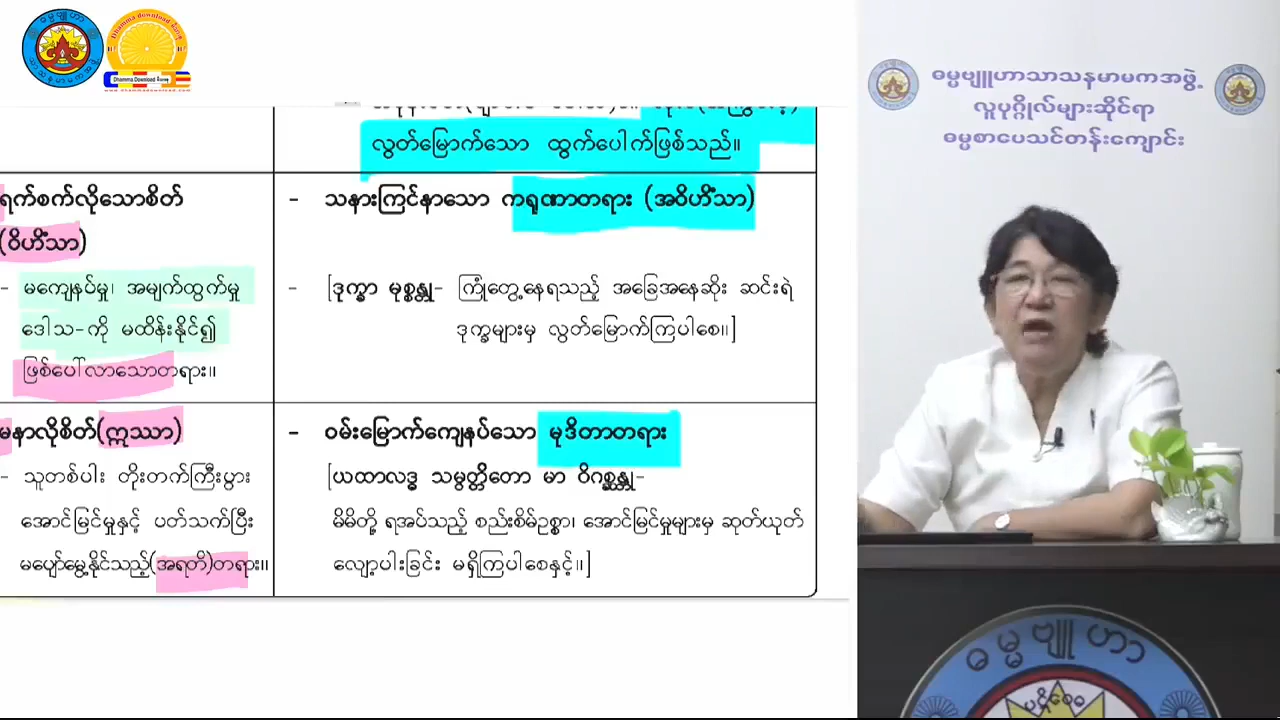 Dhamma download
Dhamma Download
www.dhammadownload.com
လွတ်မြောက်သော ထွက်ပေါက်ဖြစ်သည်။
ရက်စက်လိုသောစိတ်
(ဝိဟိံသာ)
- မကျေနပ်မှု၊ အမျက်ထွက်မှု
ဒေါသ-ကို မထိန်းနိုင်၍
ဖြစ်ပေါ်လာသောတရား။
- သနားကြင်နာသော ကရုဏာတရား (အဝိဟိံသာ)
- [ဒုက္ခာ မုစ္စန္တု- ကြုံတွေ့နေရသည့် အခြေအနေဆိုး ဆင်းရဲ
ဒုက္ခများမှ လွတ်မြောက်ကြပါစေ။]
မနာလိုစိတ်(ဣဿာ)
- သူတစ်ပါး တိုးတက်ကြီးပွား
အောင်မြင်မှုနှင့် ပတ်သက်ပြီး
မပျော်မွေ့နိုင်သည့်(အရတိ)တရား။
- ဝမ်းမြောက်ကျေနပ်သော မုဒိတာတရား
[ယထာလဒ္ဓ သမ္ပတ္တိတော မာ ဝိဂစ္ဆန္တု-
မိမိတို့ ရအပ်သည့် စည်းစိမ်ဥစ္စာ၊ အောင်မြင်မှုများမှ ဆုတ်ယုတ်
လျော့ပါးခြင်း မရှိကြပါစေနှင့်။]
ဓမ္မဗျူဟာသာသနာ့မာမကအဖွဲ့
လူပုဂ္ဂိုလ်များဆိုင်ရာ
ဓမ္မစာပေသင်တန်းကျောင်း
ဓမ္မဗျူဟာ
ပဋိဝေဓ